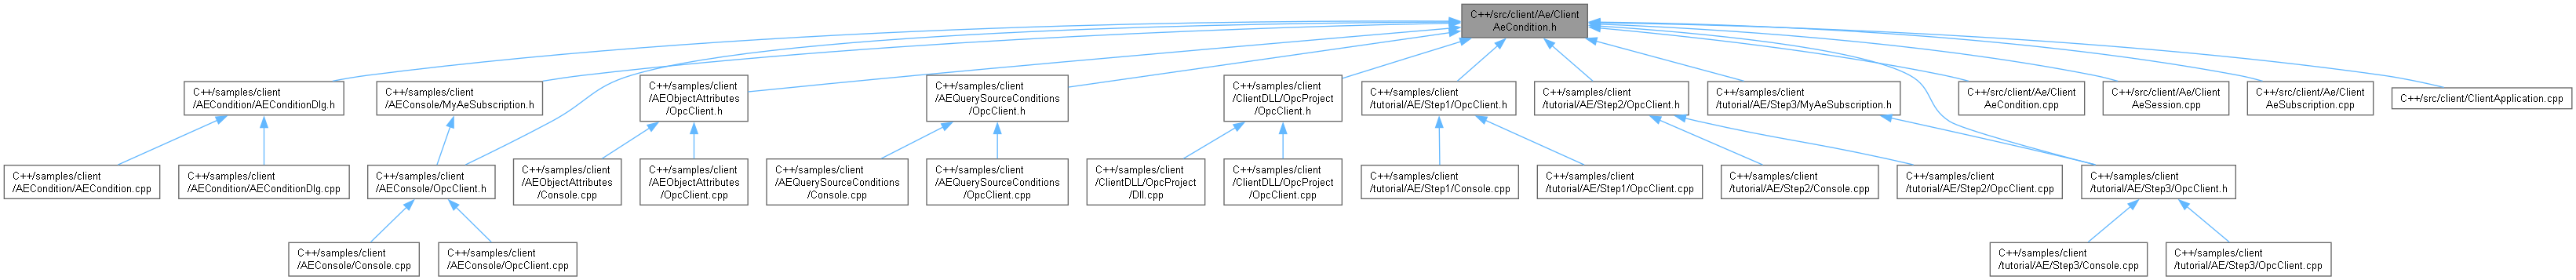 C++/src/client/Ae/Client
AeCondition.h
C++/samples/client
/AECondition/AEConditionDlg.h
C++/samples/client
/AEConsole/MyAeSubscription.h
C++/samples/client
/AEObjectAttributes
/OpcClient.h
C++/samples/client
/AEQuerySourceConditions
/OpcClient.h
C++/samples/client
/ClientDLL/OpcProject
/OpcClient.h
C++/samples/client
/tutorial/AE/Step1/OpcClient.h
C++/samples/client
/tutorial/AE/Step2/OpcClient.h
C++/samples/client
/tutorial/AE/Step3/MyAeSubscription.h
C++/src/client/Ae/Client
AeCondition.cpp
C++/src/client/Ae/Client
AeSession.cpp
C++/src/client/Ae/Client
AeSubscription.cpp
C++/src/client/ClientApplication.cpp
C++/samples/client
/AECondition/AECondition.cpp
C++/samples/client
/AECondition/AEConditionDlg.cpp
C++/samples/client
/AEConsole/OpcClient.h
C++/samples/client
/AEObjectAttributes
/Console.cpp
C++/samples/client
/AEObjectAttributes
/OpcClient.cpp
C++/samples/client
/AEQuerySourceConditions
/Console.cpp
C++/samples/client
/AEQuerySourceConditions
/OpcClient.cpp
C++/samples/client
/ClientDLL/OpcProject
/Dll.cpp
C++/samples/client
/ClientDLL/OpcProject
/OpcClient.cpp
C++/samples/client
/tutorial/AE/Step1/Console.cpp
C++/samples/client
/tutorial/AE/Step1/OpcClient.cpp
C++/samples/client
/tutorial/AE/Step2/Console.cpp
C++/samples/client
/tutorial/AE/Step2/OpcClient.cpp
C++/samples/client
/tutorial/AE/Step3/OpcClient.h
C++/samples/client
/AEConsole/Console.cpp
C++/samples/client
/AEConsole/OpcClient.cpp
C++/samples/client
/tutorial/AE/Step3/Console.cpp
C++/samples/client
/tutorial/AE/Step3/OpcClient.cpp